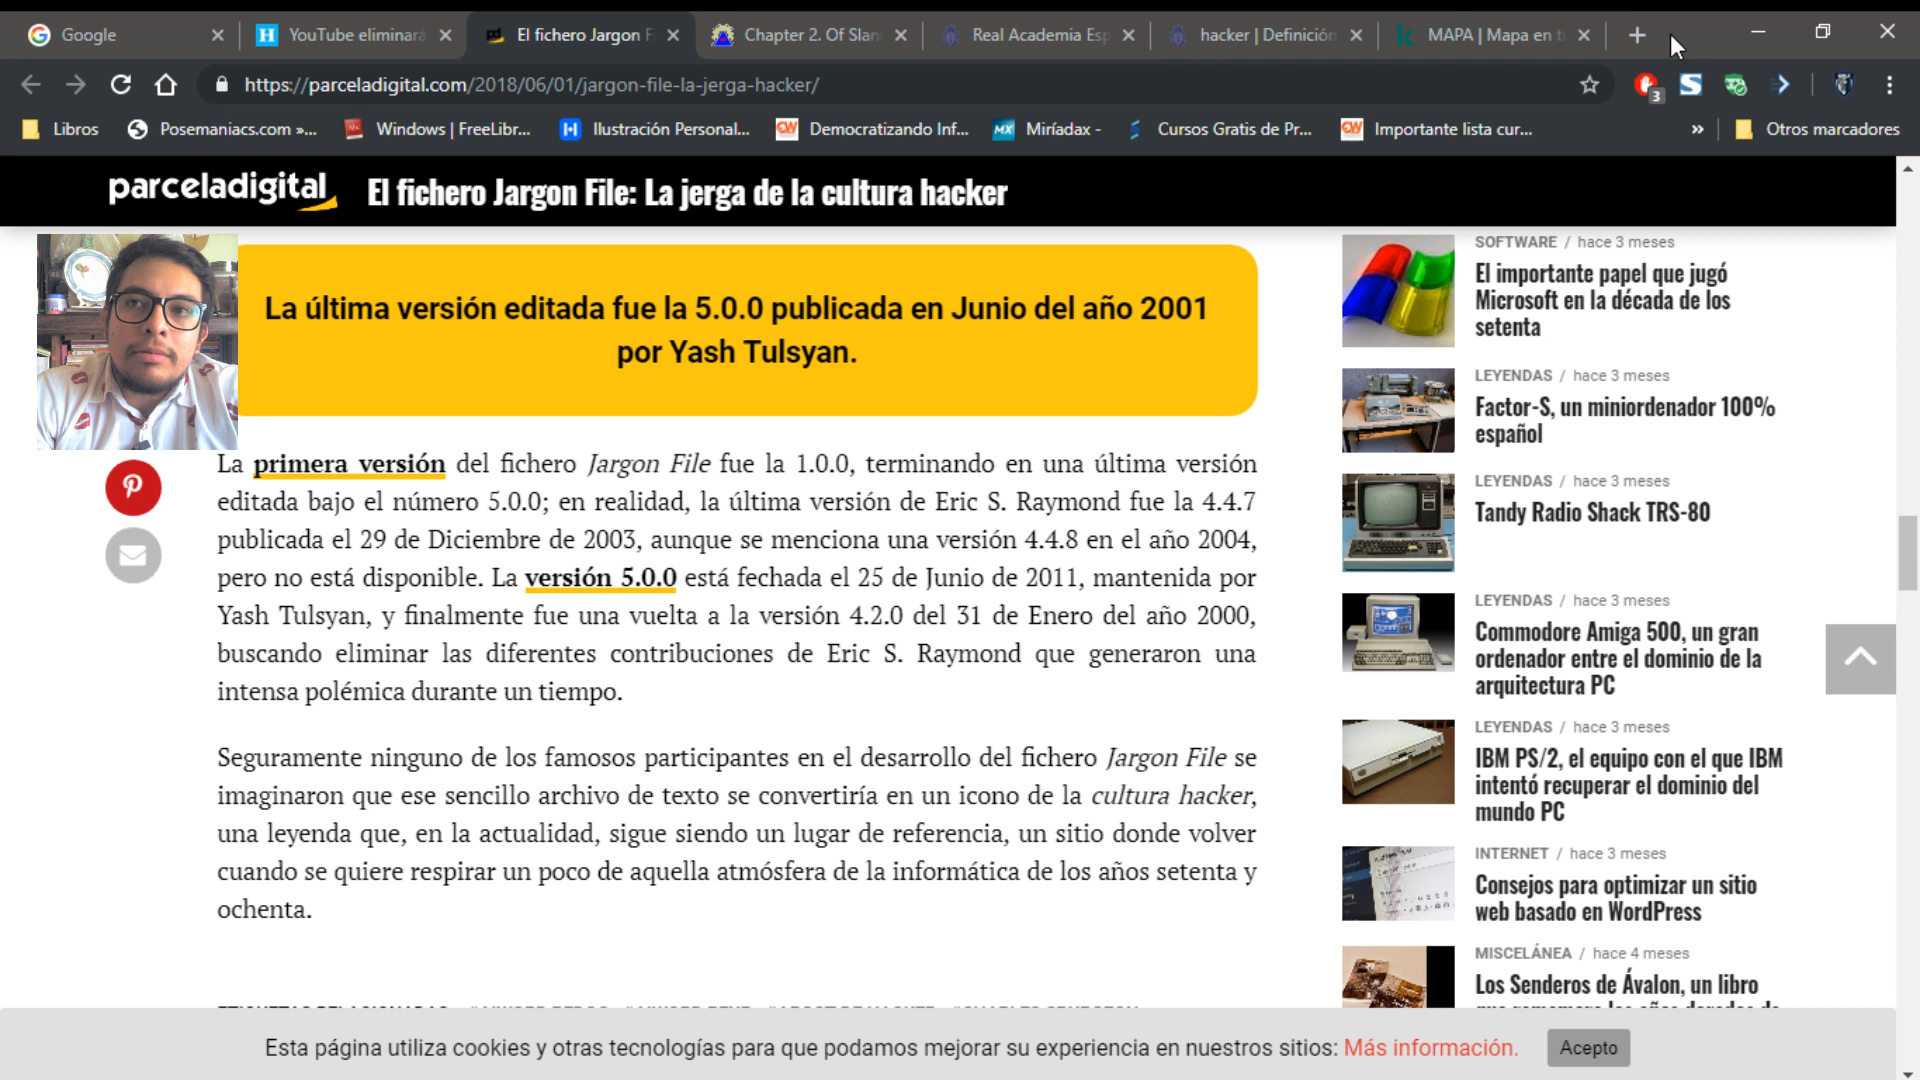 Google
YouTube eliminará
El fichero Jargon F
Chapter 2. Of Slan
Real Academia Esp
hacker | Definición
MAPA | Mapa en ti
https://parceladigital.com/2018/06/01/jargon-file-la-jerga-hacker/
3
Libros
Posemaniacs.com »...
Windows | FreeLibr...
Ilustración Personal...
Democratizando Inf...
Miríadax -
Cursos Gratis de Pr...
Importante lista cur...
»
Otros marcadores
parceladigital
El fichero Jargon File: La jerga de la cultura hacker
La última versión editada fue la 5.0.0 publicada en Junio del año 2001
por Yash Tulsyan.
La primera versión del fichero Jargon File fue la 1.0.0, terminando en una última versión
editada bajo el número 5.0.0; en realidad, la última versión de Eric S. Raymond fue la 4.4.7
publicada el 29 de Diciembre de 2003, aunque se menciona una versión 4.4.8 en el año 2004,
pero no está disponible. La versión 5.0.0 está fechada el 25 de Junio de 2011, mantenida por
Yash Tulsyan, y finalmente fue una vuelta a la versión 4.2.0 del 31 de Enero del año 2000,
buscando eliminar las diferentes contribuciones de Eric S. Raymond que generaron una
intensa polémica durante un tiempo.
Seguramente ninguno de los famosos participantes en el desarrollo del fichero Jargon File se
imaginaron que ese sencillo archivo de texto se convertiría en un icono de la cultura hacker,
una leyenda que, en la actualidad, sigue siendo un lugar de referencia, un sitio donde volver
cuando se quiere respirar un poco de aquella atmósfera de la informática de los años setenta y
ochenta.
SOFTWARE / hace 3 meses
El importante papel que jugó
Microsoft en la década de los
setenta
LEYENDAS / hace 3 meses
Factor-S, un miniordenador 100%
español
LEYENDAS / hace 3 meses
Tandy Radio Shack TRS-80
LEYENDAS / hace 3 meses
Commodore Amiga 500, un gran
ordenador entre el dominio de la
arquitectura PC
LEYENDAS / hace 3 meses
IBM PS/2, el equipo con el que IBM
intentó recuperar el dominio del
mundo PC
INTERNET / hace 3 meses
Consejos para optimizar un sitio
web basado en WordPress
MISCELÁNEA / hace 4 meses
Los Senderos de Ávalon, un libro
Esta página utiliza cookies y otras tecnologías para que podamos mejorar su experiencia en nuestros sitios: Más información.
Acepto